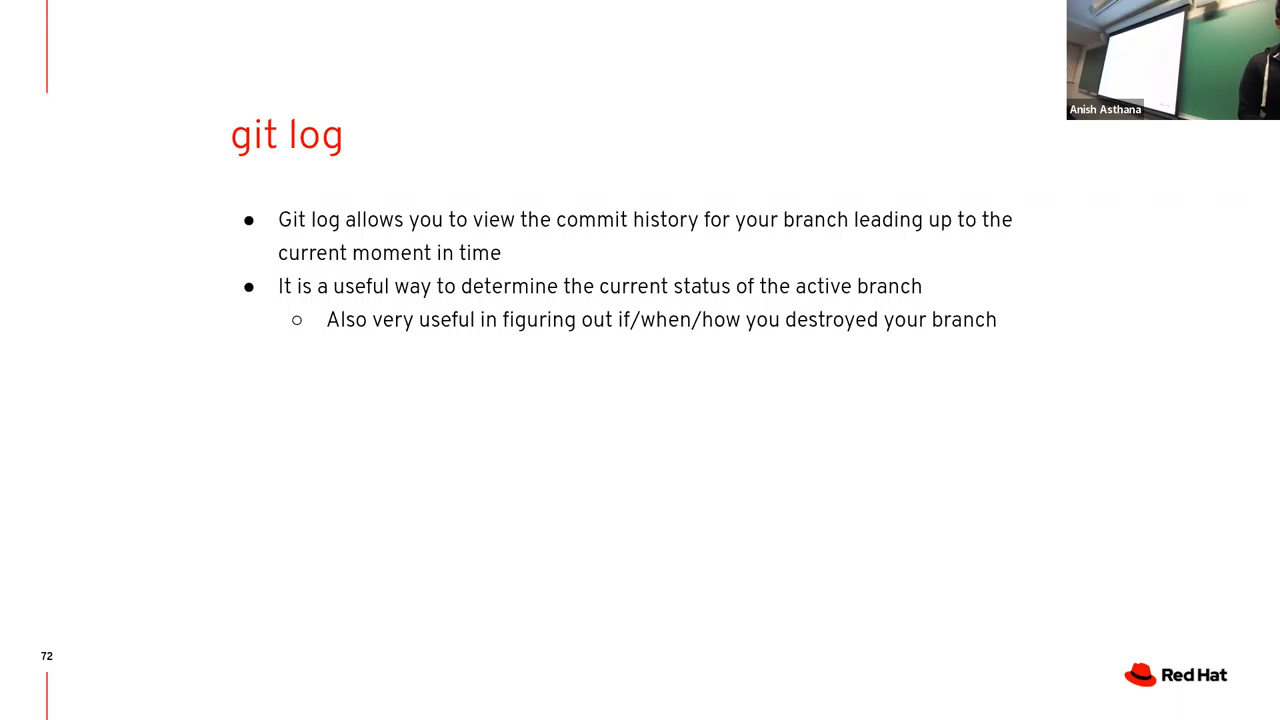 Anish Asthana
git log
● Git log allows you to view the commit history for your branch leading up to the
current moment in time
● It is a useful way to determine the current status of the active branch
○ Also very useful in figuring out if/when/how you destroyed your branch
72
Red Hat